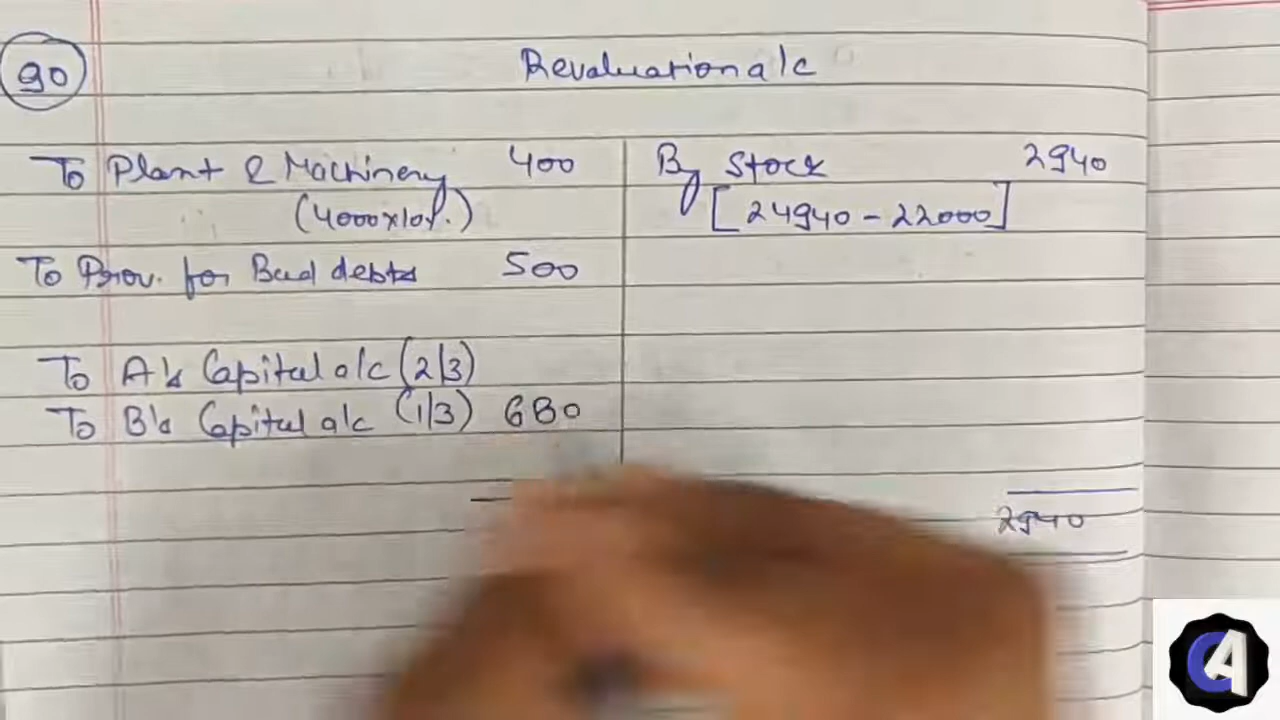 90
Revaluation a/c
To Plant & Machinery 400
(4000x10%.)
To Prov. for Bad debts 500
To A's Capital a/c (2/3)
To B's Capital a/c (1/3) 680
By Stock 2940
[24940 - 22000]
2940
CA